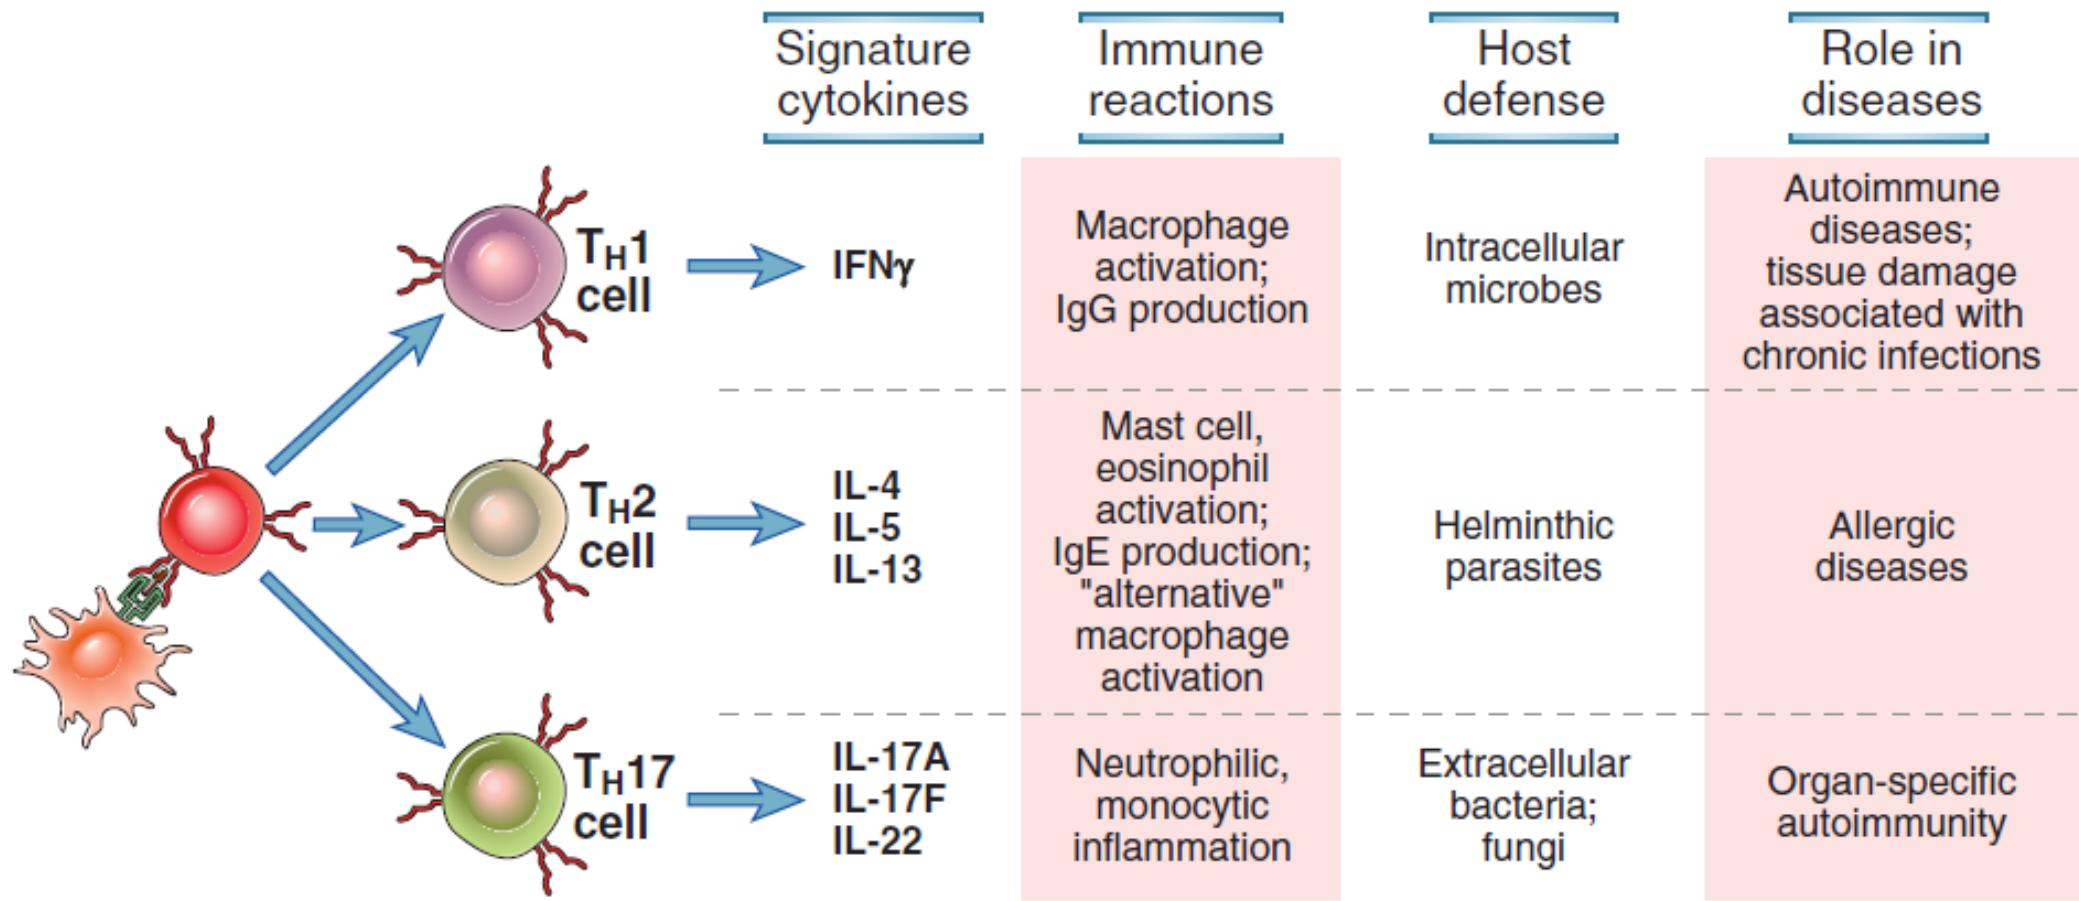 Signature
cytokines
Immune
reactions
Host
defense
Role in
diseases
TH1
cell
IFNγ
Macrophage
activation;
IgG production
Intracellular
microbes
Autoimmune
diseases;
tissue damage
associated with
chronic infections
TH2
cell
IL-4
IL-5
IL-13
Mast cell,
eosinophil
activation;
IgE production;
"alternative"
macrophage
activation
Helminthic
parasites
Allergic
diseases
TH17
cell
IL-17A
IL-17F
IL-22
Neutrophilic,
monocytic
inflammation
Extracellular
bacteria;
fungi
Organ-specific
autoimmunity